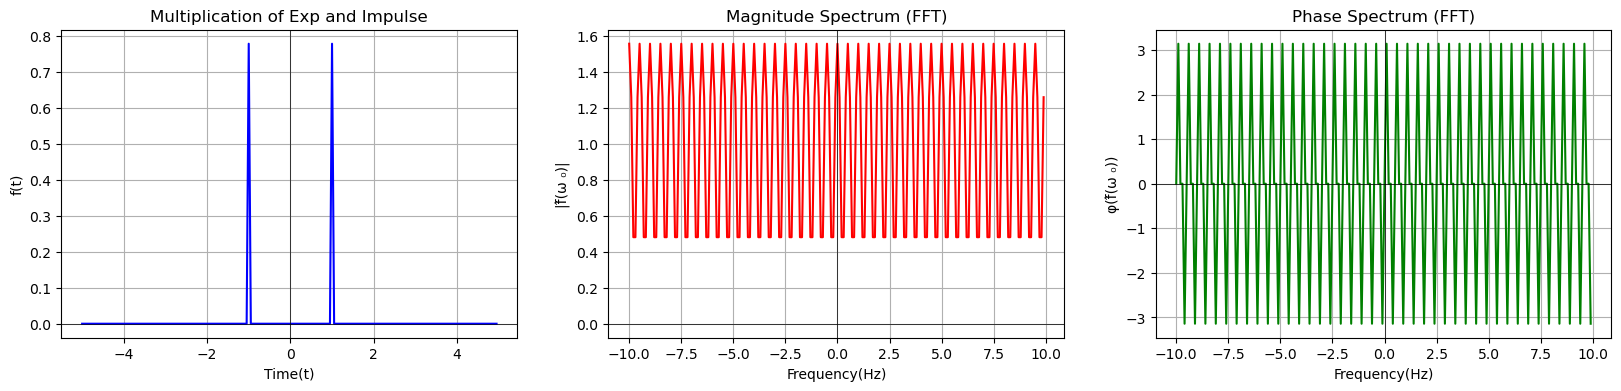 Multiplication of Exp and Impulse
0.8
0.7
0.6
0.5
0.4
0.3
0.2
0.1
0.0
f(t)
−4 −2 0 2 4
Time(t)
Magnitude Spectrum (FFT)
1.6
1.4
1.2
1.0
0.8
0.6
0.4
0.2
0.0
|f̃(ω ₀)|
−10.0 −7.5 −5.0 −2.5 0.0 2.5 5.0 7.5 10.0
Frequency(Hz)
Phase Spectrum (FFT)
3
2
1
0
−1
−2
−3
φ(f̃(ω ₀))
−10.0 −7.5 −5.0 −2.5 0.0 2.5 5.0 7.5 10.0
Frequency(Hz)